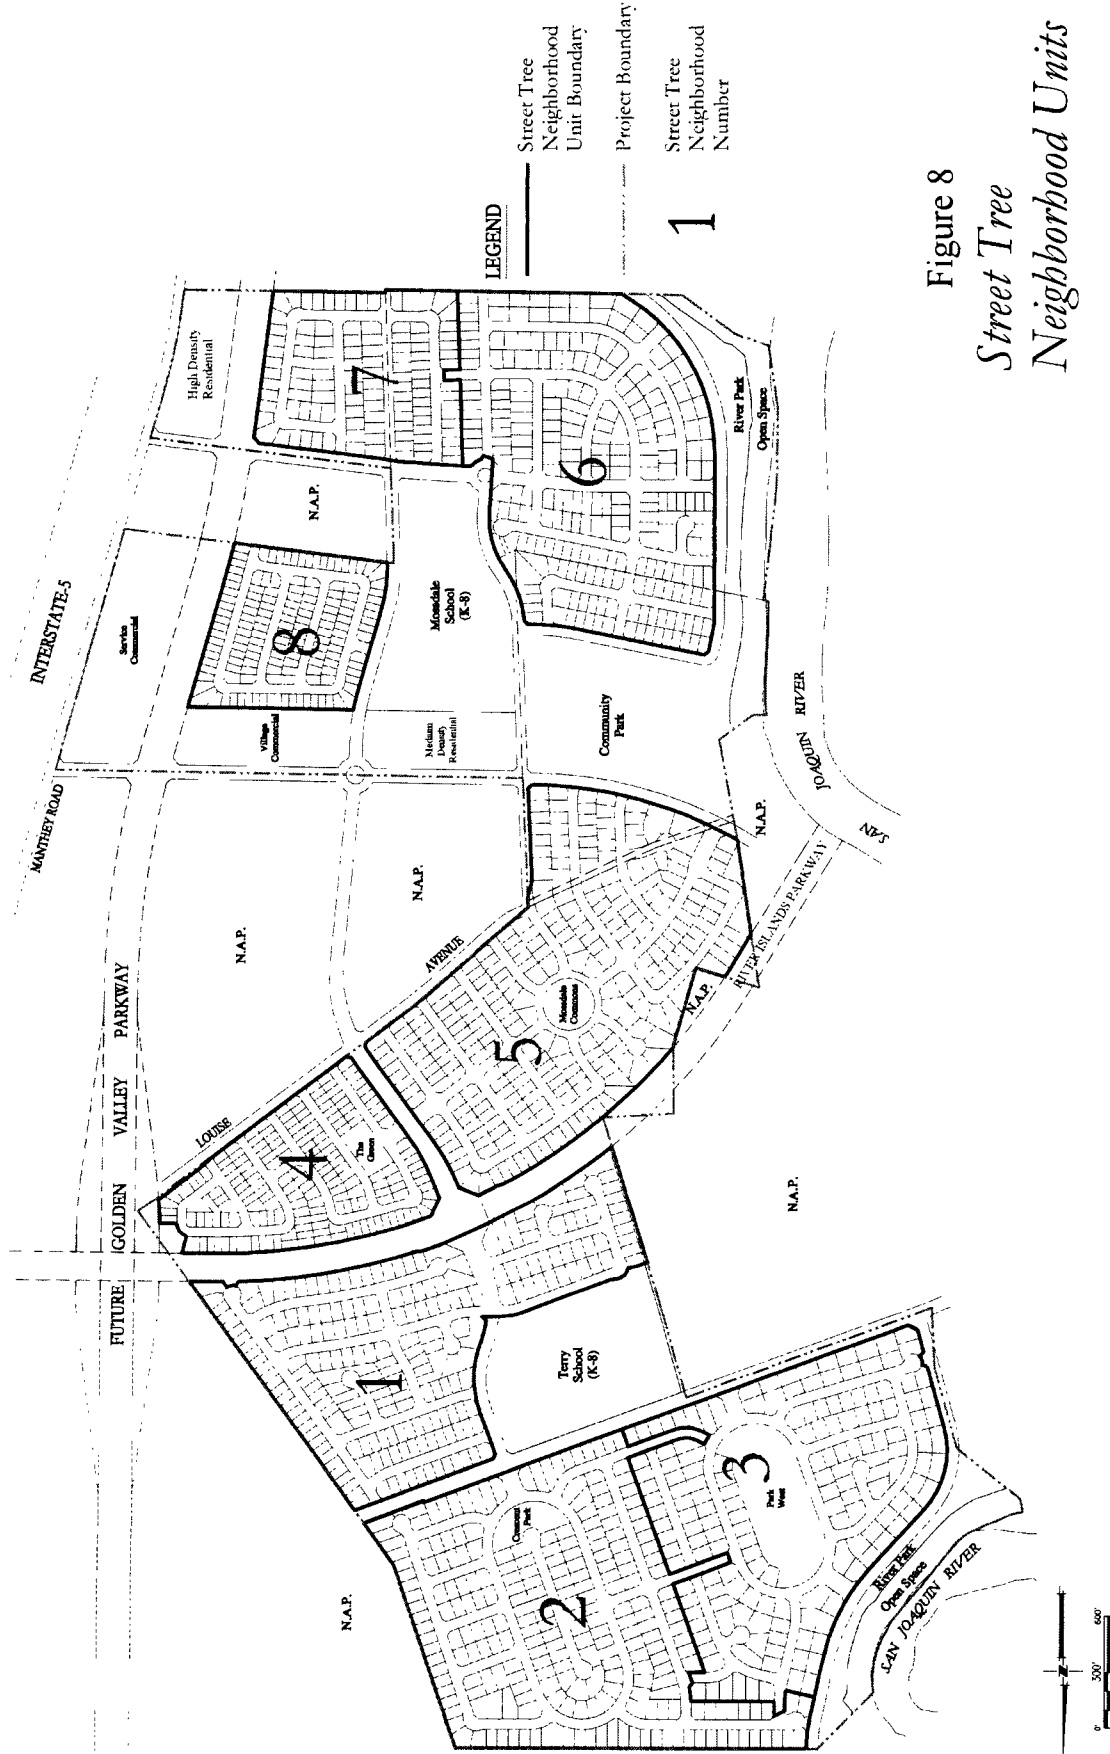 INTERSTATE-5
MANTHEY ROAD
FUTURE GOLDEN VALLEY PARKWAY
High Density
Residential
Service
Commercial
N.A.P.
7
8
Village
Commercial
Mossdale
School
(K-8)
Medium
Density
Residential
6
River Park
Open Space
Community
Park
N.A.P.
N.A.P.
N.A.P.
LOUISE AVENUE
SAN JOAQUIN RIVER
RIVER ISLANDS PARKWAY
N.A.P.
Mossdale
Commons
5
4
The
Green
1
Terry
School
(K-8)
N.A.P.
N.A.P.
2
Crescent
Park
3
Park
West
River Park
Open Space
SAN JOAQUIN RIVER
LEGEND
Street Tree
Neighborhood
Unit Boundary
Project Boundary
1
Street Tree
Neighborhood
Number
Figure 8
Street Tree
Neighborhood Units
N
0' 300' 600'